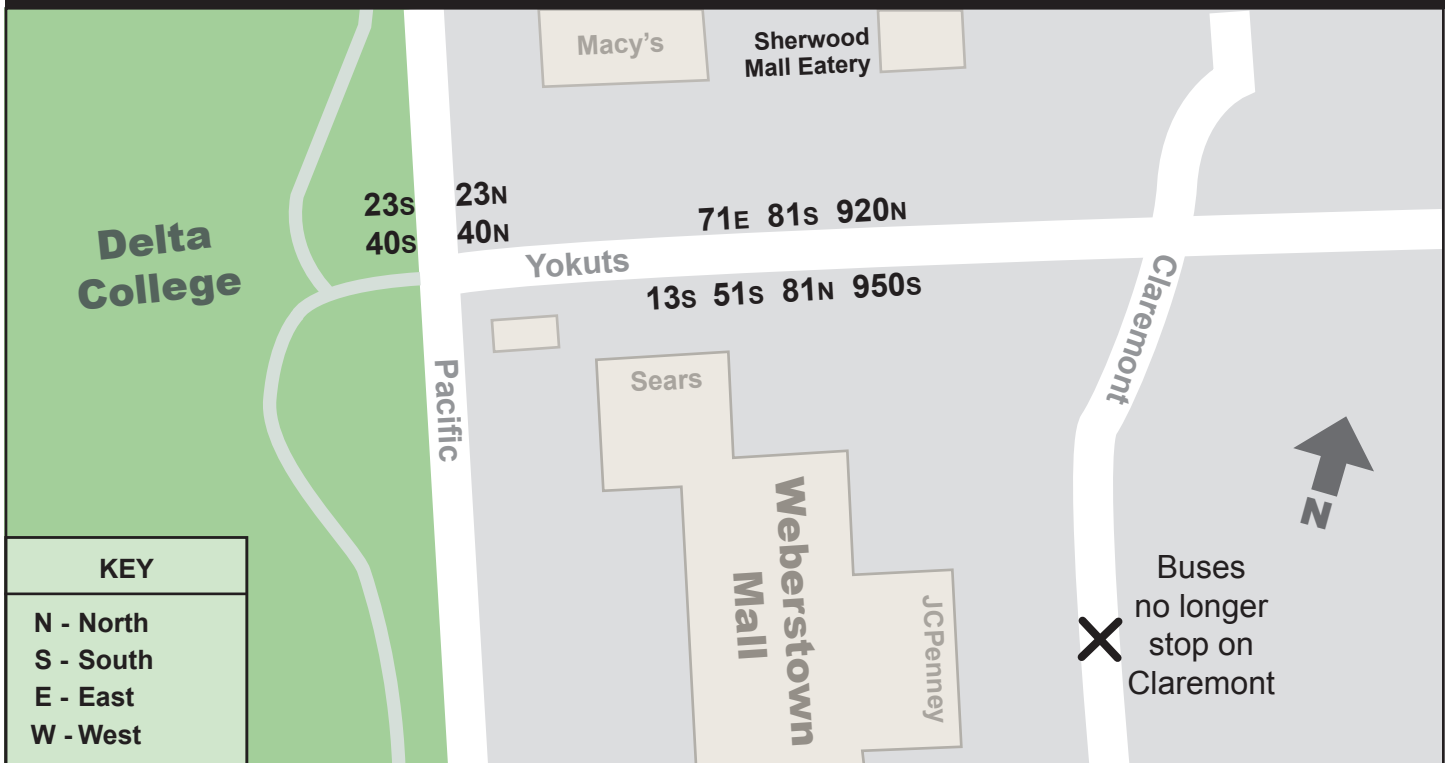 Macy's
Sherwood
Mall Eatery
23S
40S
23N
40N
71E 81S 920N
Delta
College
Yokuts
13S 51S 81N 950S
Claremont
Pacific
Sears
Weberstown
Mall
JCPenney
N
Buses
no longer
stop on
Claremont
KEY
N - North
S - South
E - East
W - West